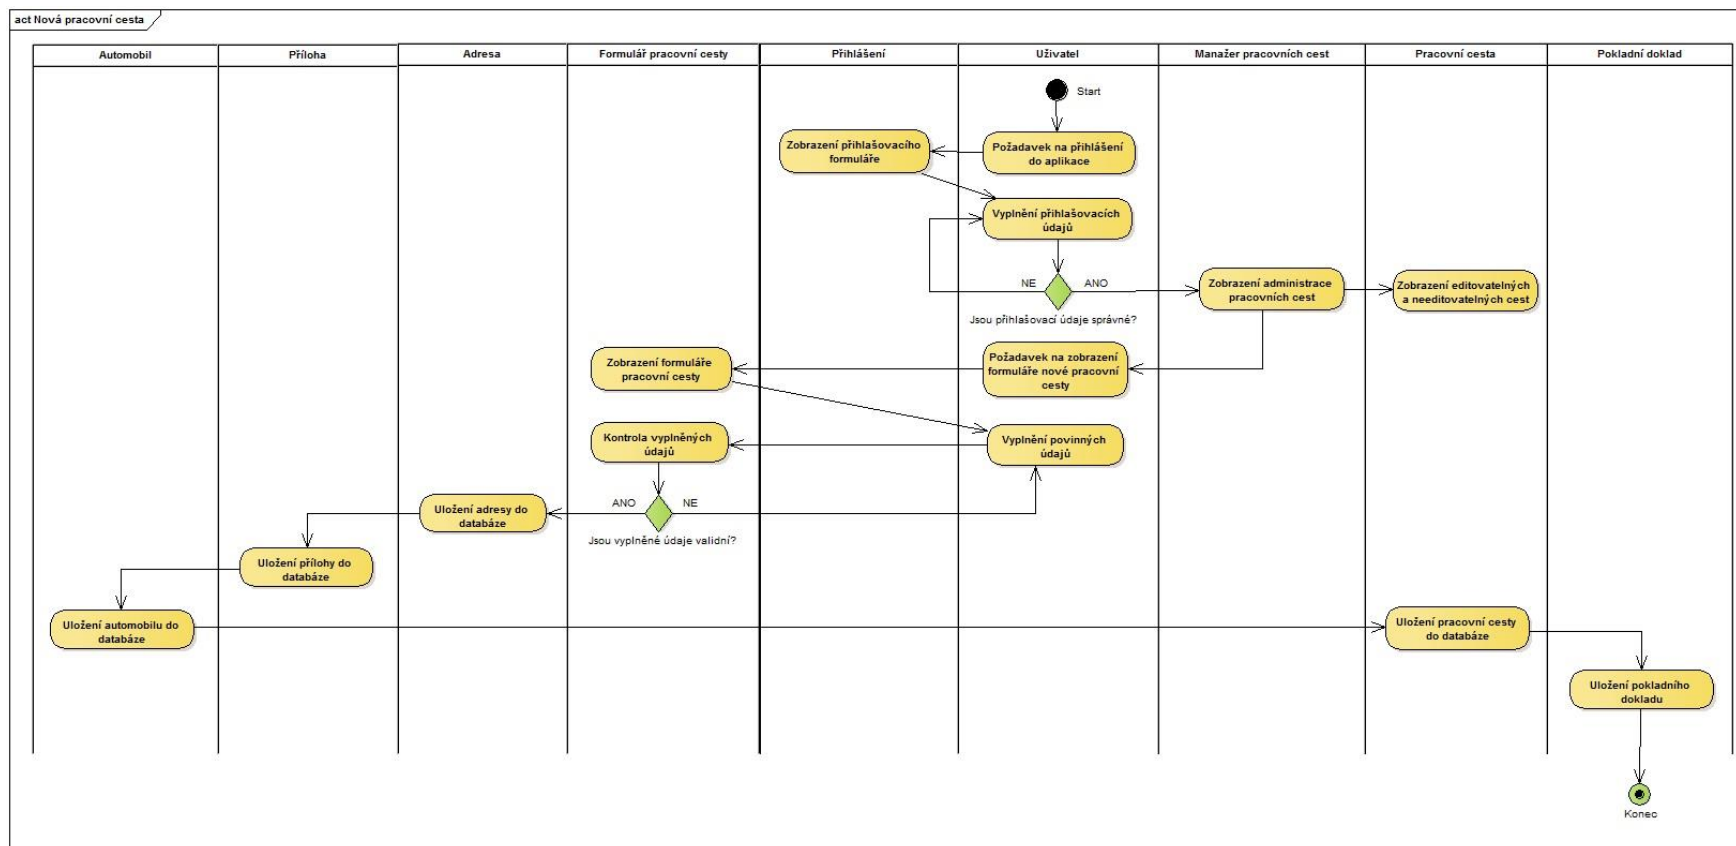 act Nová pracovní cesta
Automobil
Příloha
Adresa
Formulář pracovní cesty
Přihlášení
Uživatel
Manažer pracovních cest
Pracovní cesta
Pokladní doklad
Start
Zobrazení přihlašovacího
formuláře
Požadavek na přihlášení
do aplikace
Vyplnění přihlašovacích
údajů
NE
ANO
Jsou přihlašovací údaje správné?
Zobrazení administrace
pracovních cest
Zobrazení editovatelných
a needitovatelných cest
Zobrazení formuláře
pracovní cesty
Požadavek na zobrazení
formuláře nové pracovní
cesty
Kontrola vyplněných
údajů
Vyplnění povinných
údajů
ANO
NE
Jsou vyplněné údaje validní?
Uložení adresy do
databáze
Uložení přílohy do
databáze
Uložení automobilu do
databáze
Uložení pracovní cesty
do databáze
Uložení pokladního
dokladu
Konec